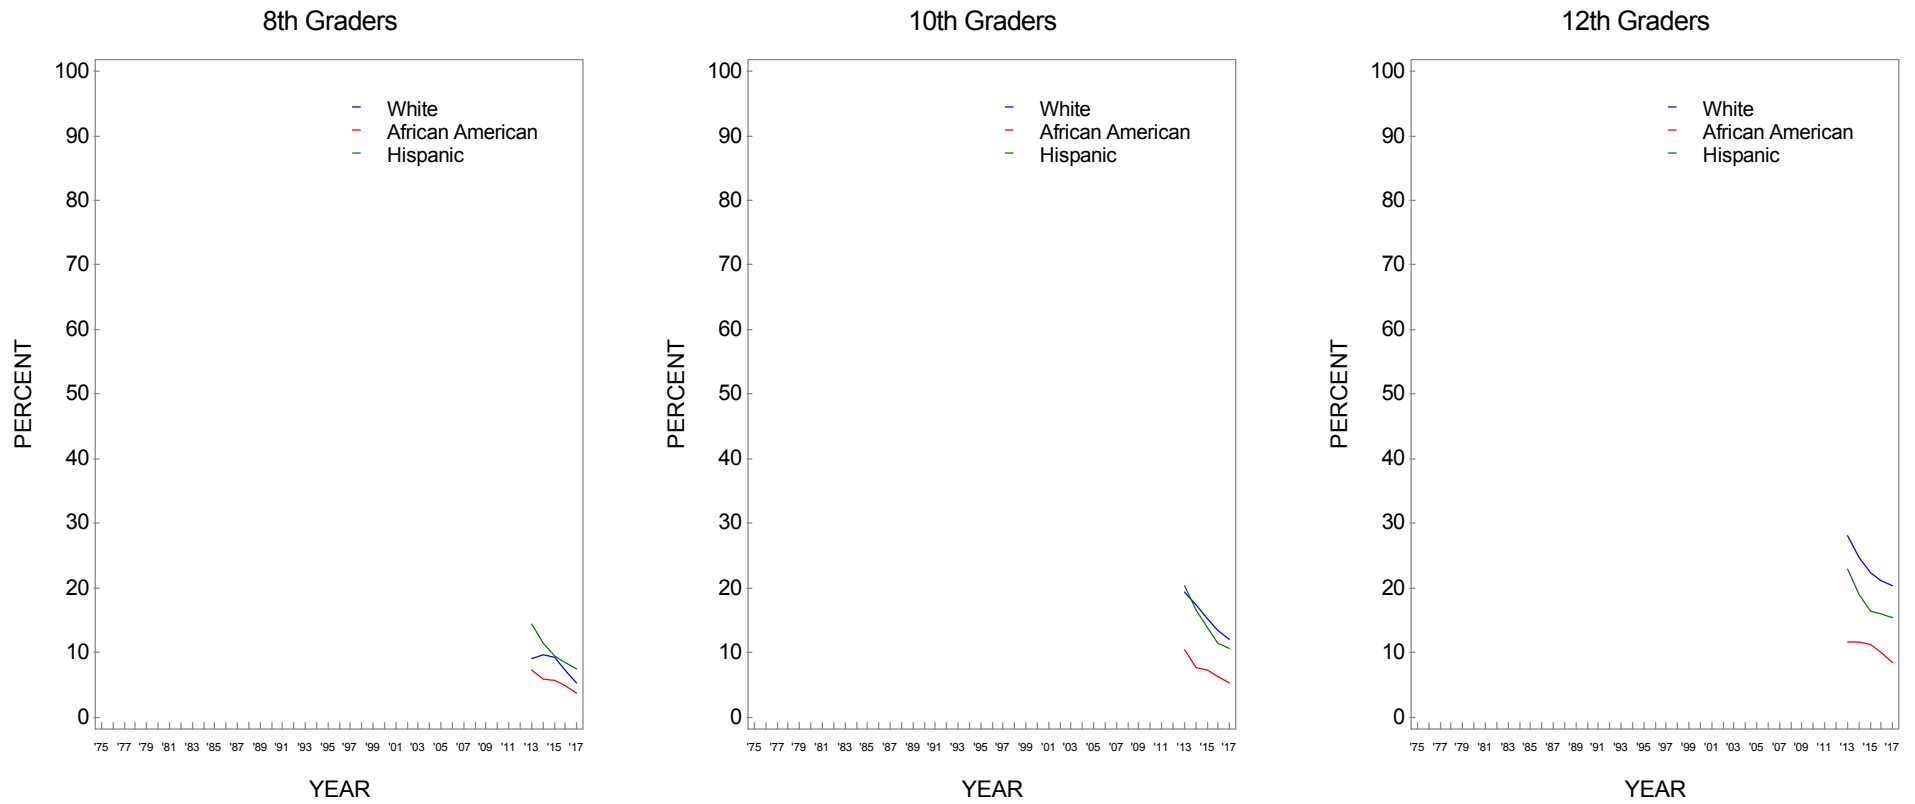 8th Graders
100
90
80
70
60
50
40
30
20
10
0
PERCENT
White
African American
Hispanic
'75 '77 '79 '81 '83 '85 '87 '89 '91 '93 '95 '97 '99 '01 '03 '05 '07 '09 '11 '13 '15 '17
YEAR
10th Graders
100
90
80
70
60
50
40
30
20
10
0
PERCENT
White
African American
Hispanic
'75 '77 '79 '81 '83 '85 '87 '89 '91 '93 '95 '97 '99 '01 '03 '05 '07 '09 '11 '13 '15 '17
YEAR
12th Graders
100
90
80
70
60
50
40
30
20
10
0
PERCENT
White
African American
Hispanic
'75 '77 '79 '81 '83 '85 '87 '89 '91 '93 '95 '97 '99 '01 '03 '05 '07 '09 '11 '13 '15 '17
YEAR